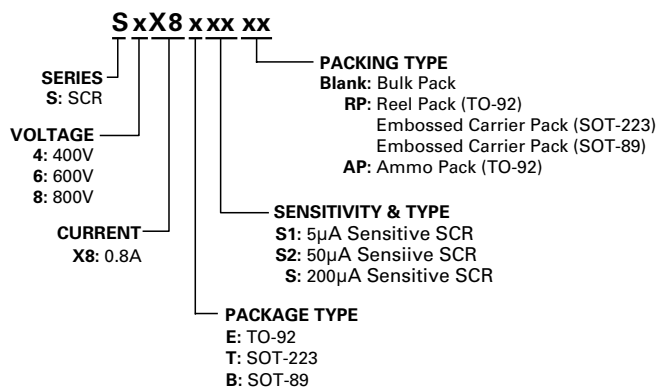 S x X8 x xx xx
PACKING TYPE
Blank: Bulk Pack
RP: Reel Pack (TO-92)
Embossed Carrier Pack (SOT-223)
Embossed Carrier Pack (SOT-89)
AP: Ammo Pack (TO-92)
SERIES
S: SCR
VOLTAGE
4: 400V
6: 600V
8: 800V
SENSITIVITY & TYPE
S1: 5µA Sensitive SCR
S2: 50µA Sensiive SCR
S: 200µA Sensitive SCR
CURRENT
X8: 0.8A
PACKAGE TYPE
E: TO-92
T: SOT-223
B: SOT-89